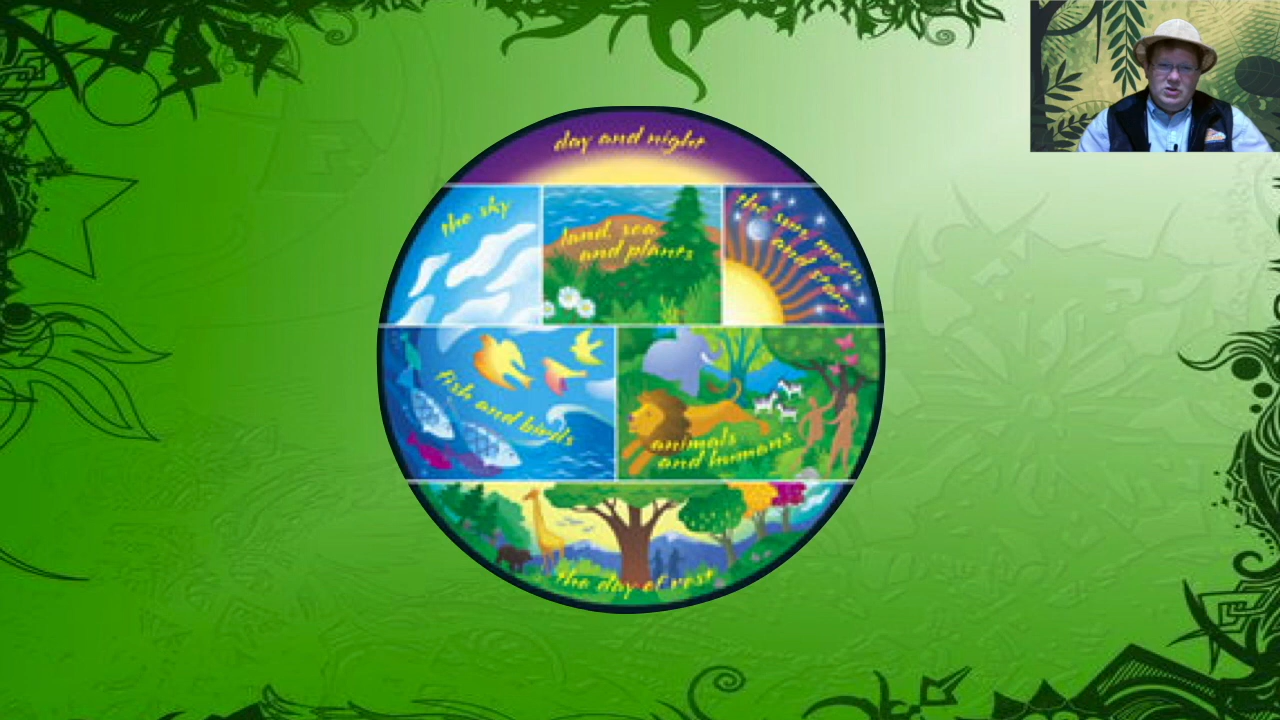 day and night
the sky
land, sea
and plants
the sun, moon
and stars
fish and birds
animals
and humans
the day of rest